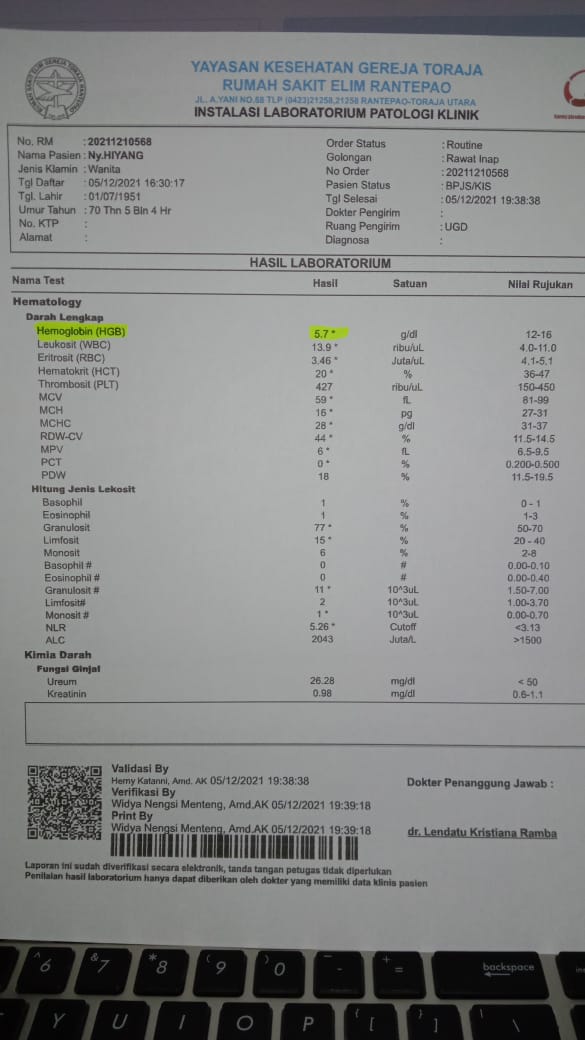 YAYASAN KESEHATAN GEREJA TORAJA
RUMAH SAKIT ELIM RANTEPAO
JL. A.YANI NO.68 TLP (0423)21258,21258 RANTEPAO-TORAJA UTARA
INSTALASI LABORATORIUM PATOLOGI KLINIK
No. RM : 20211210568 Order Status : Routine
Nama Pasien : Ny.HIYANG Golongan : Rawat Inap
Jenis Klamin : Wanita No Order : 20211210568
Tgl Daftar : 05/12/2021 16:30:17 Pasien Status : BPJS/KIS
Tgl. Lahir : 01/07/1951 Tgl Selesai : 05/12/2021 19:38:38
Umur Tahun : 70 Thn 5 Bln 4 Hr Dokter Pengirim :
No. KTP : Ruang Pengirim : UGD
Alamat : Diagnosa :
HASIL LABORATORIUM
Nama Test Hasil Satuan Nilai Rujukan
Hematology
Darah Lengkap
Hemoglobin (HGB) 5.7 * g/dl 12-16
Leukosit (WBC) 13.9 * ribu/uL 4.0-11.0
Eritrosit (RBC) 3.46 * Juta/uL 4.1-5.1
Hematokrit (HCT) 20 * % 36-47
Thrombosit (PLT) 427 ribu/uL 150-450
MCV 59 * fL 81-99
MCH 16 * pg 27-31
MCHC 28 * g/dl 31-37
RDW-CV 44 * % 11.5-14.5
MPV 6 * fL 6.5-9.5
PCT 0 * % 0.200-0.500
PDW 18 % 11.5-19.5
Hitung Jenis Lekosit
Basophil 1 % 0 - 1
Eosinophil 1 % 1-3
Granulosit 77 * % 50-70
Limfosit 15 * % 20 - 40
Monosit 6 % 2-8
Basophil # 0 # 0.00-0.10
Eosinophil # 0 # 0.00-0.40
Granulosit # 11 * 10^3uL 1.50-7.00
Limfosit# 2 10^3uL 1.00-3.70
Monosit # 1 * 10^3uL 0.00-0.70
NLR 5.26 * Cutoff <3.13
ALC 2043 Juta/L >1500
Kimia Darah
Fungsi Ginjal
Ureum 26.28 mg/dl < 50
Kreatinin 0.98 mg/dl 0.6-1.1
Validasi By
Herny Katanni, Amd. AK 05/12/2021 19:38:38
Verifikasi By
Widya Nengsi Menteng, Amd.AK 05/12/2021 19:39:18
Print By
Widya Nengsi Menteng, Amd.AK 05/12/2021 19:39:18
Dokter Penanggung Jawab :
dr. Lendatu Kristiana Ramba
Laporan ini sudah diverifikasi secara elektronik, tanda tangan petugas tidak diperlukan
Penilaian hasil laboratorium hanya dapat diberikan oleh dokter yang memiliki data klinis pasien
^ 6 & 7 * 8 ( 9 ) 0 _ - + = backspace
Y U I O P { [ } ] | \